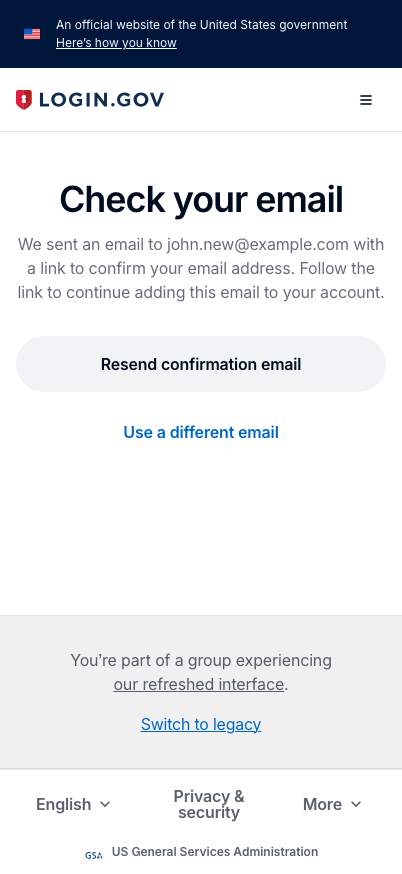 An official website of the United States government
Here’s how you know
LOGIN.GOV
Check your email
We sent an email to john.new@example.com with
a link to confirm your email address. Follow the
link to continue adding this email to your account.
Resend confirmation email
Use a different email
You’re part of a group experiencing
our refreshed interface.
Switch to legacy
English
Privacy &
security
More
GSA US General Services Administration